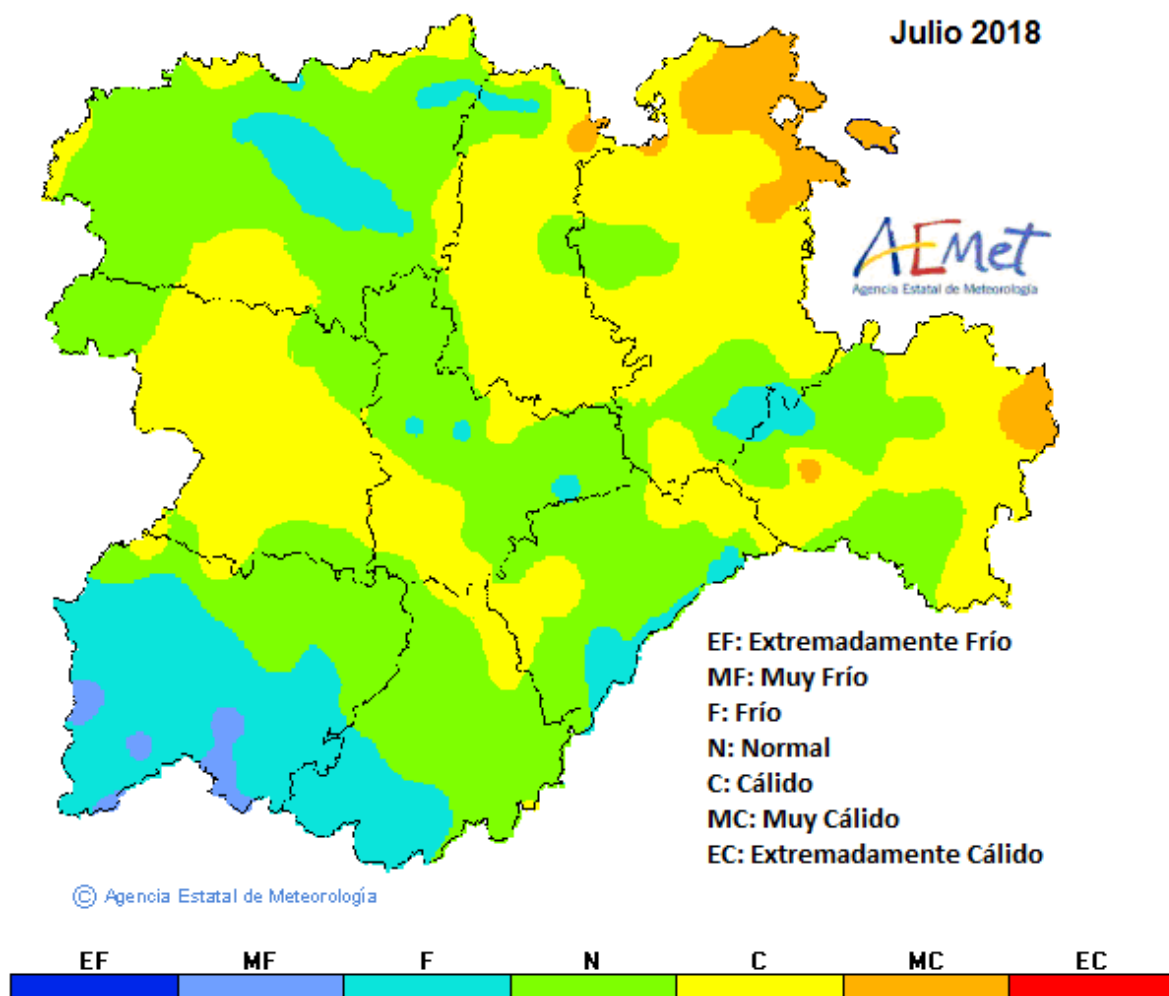 Julio 2018
AEMet
Agencia Estatal de Meteorología
EF: Extremadamente Frío
MF: Muy Frío
F: Frío
N: Normal
C: Cálido
MC: Muy Cálido
EC: Extremadamente Cálido
© Agencia Estatal de Meteorología
EF MF F N C MC EC